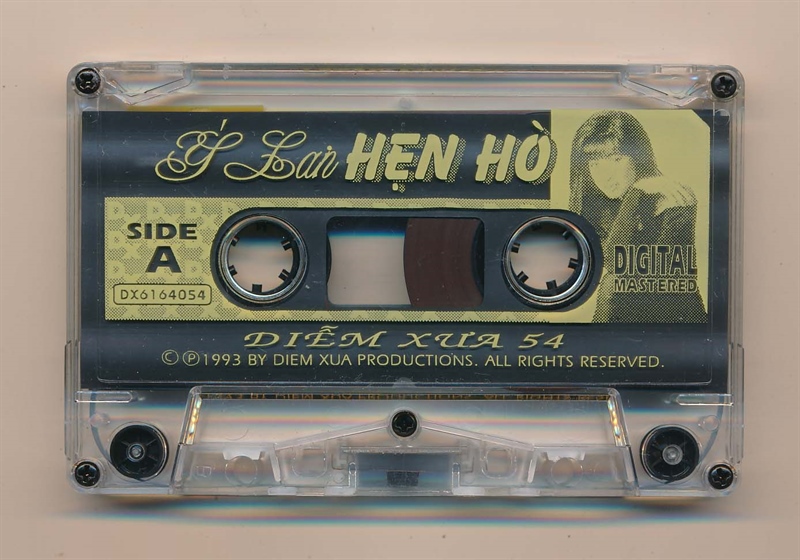 Ý Lan HẸN HÒ
SIDE
A
DX6164054
DIGITAL
MASTERED
DIỄM XƯA 54
©℗1993 BY DIEM XUA PRODUCTIONS. ALL RIGHTS RESERVED.